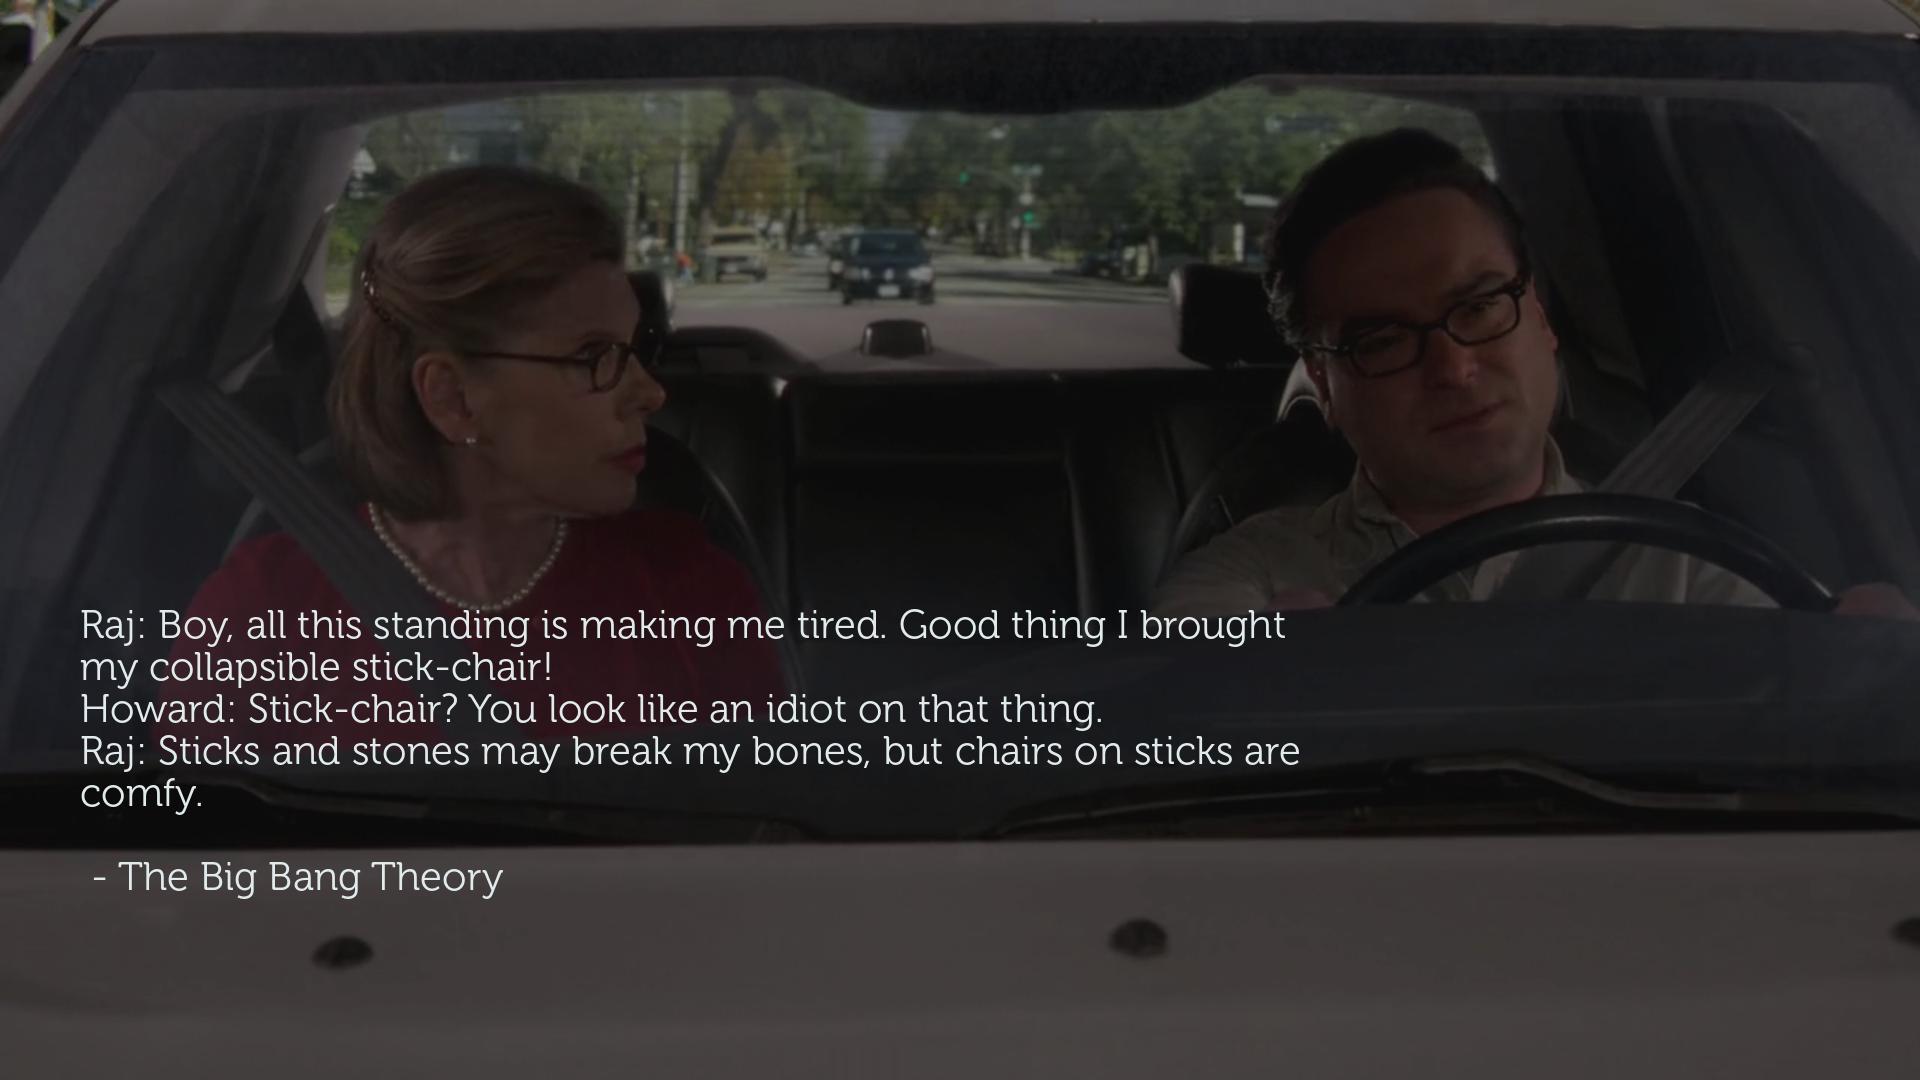 Raj: Boy, all this standing is making me tired. Good thing I brought
my collapsible stick-chair!
Howard: Stick-chair? You look like an idiot on that thing.
Raj: Sticks and stones may break my bones, but chairs on sticks are
comfy.
- The Big Bang Theory